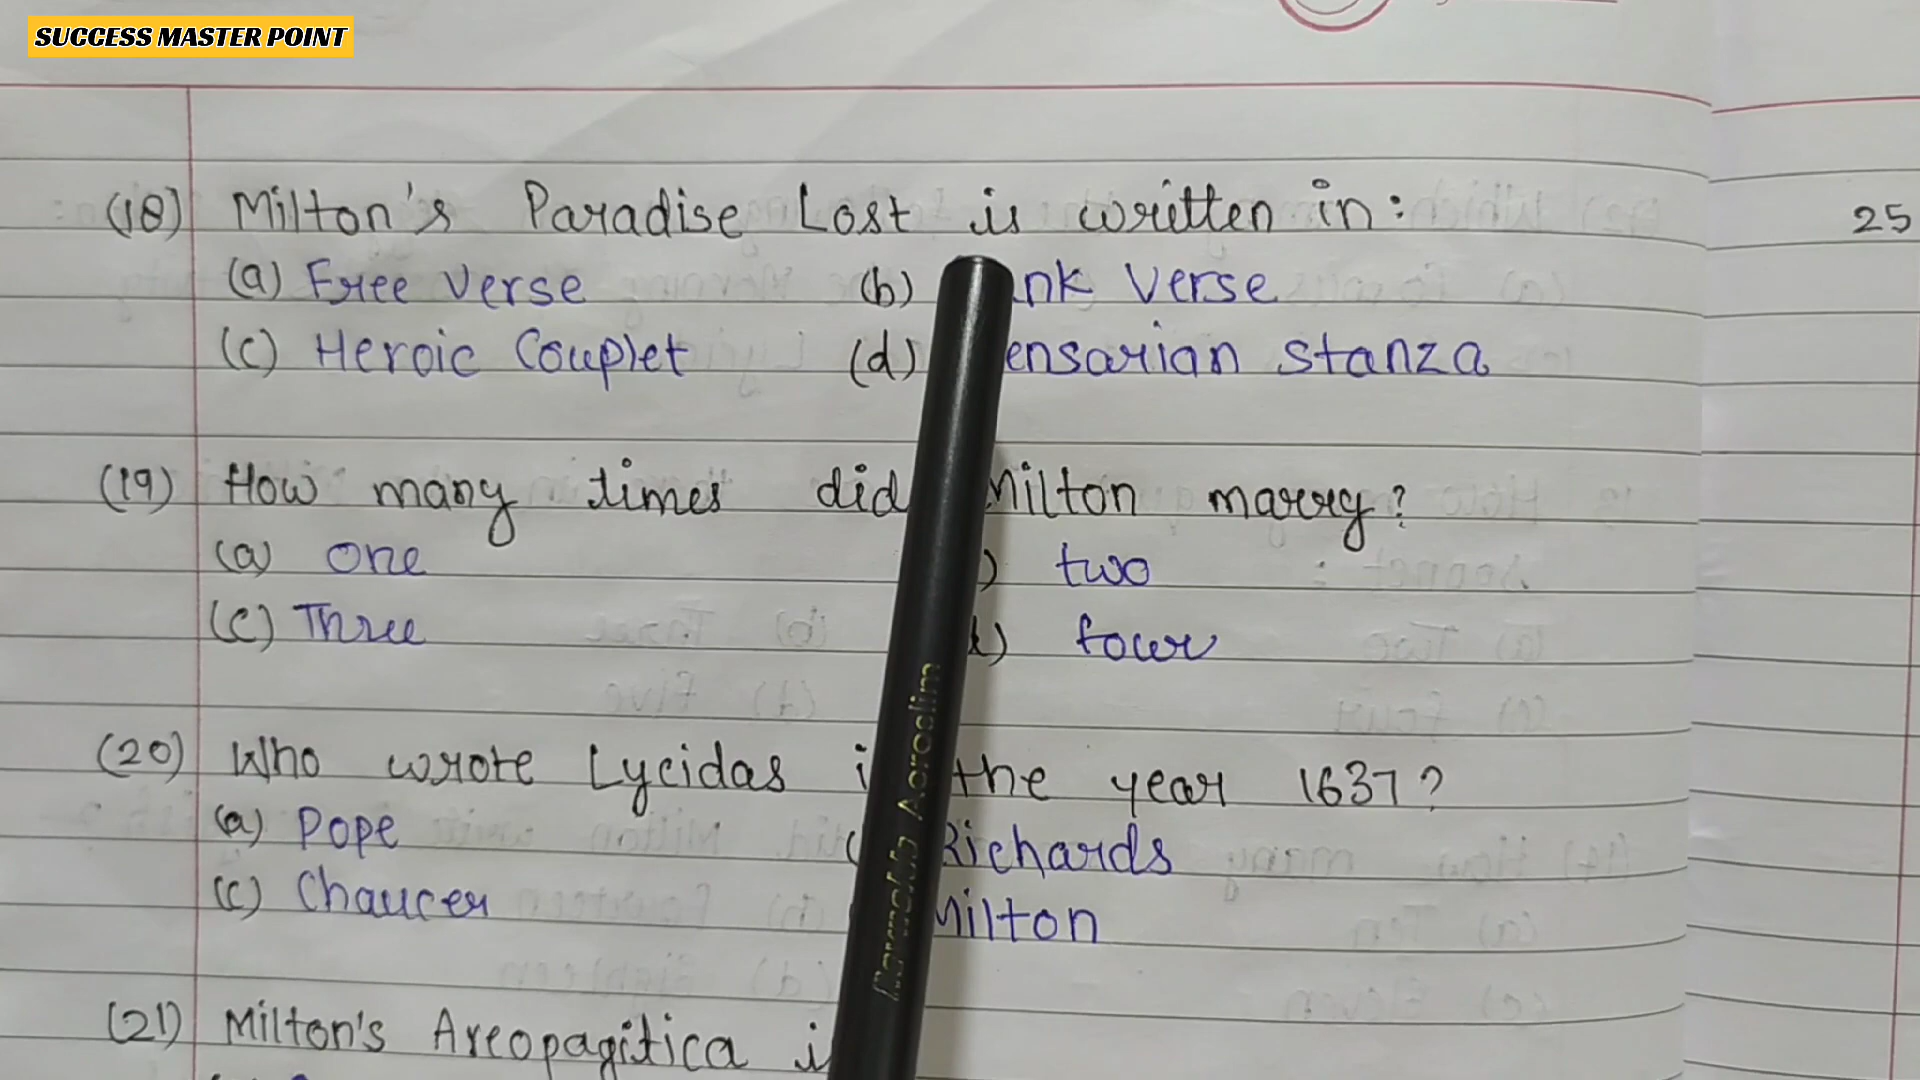 SUCCESS MASTER POINT
(18) Milton's Paradise Lost is written in:
25
(a) Free Verse (b) nk Verse
(c) Heroic Couplet (d) ensarian stanza
(19) How many times did Milton marry?
(a) One ) two
(c) Three ) four
(20) Who wrote Lycidas i the year 1637?
(a) Pope ( Richards
(c) Chaucer Milton
(21) Milton's Areopagitica i